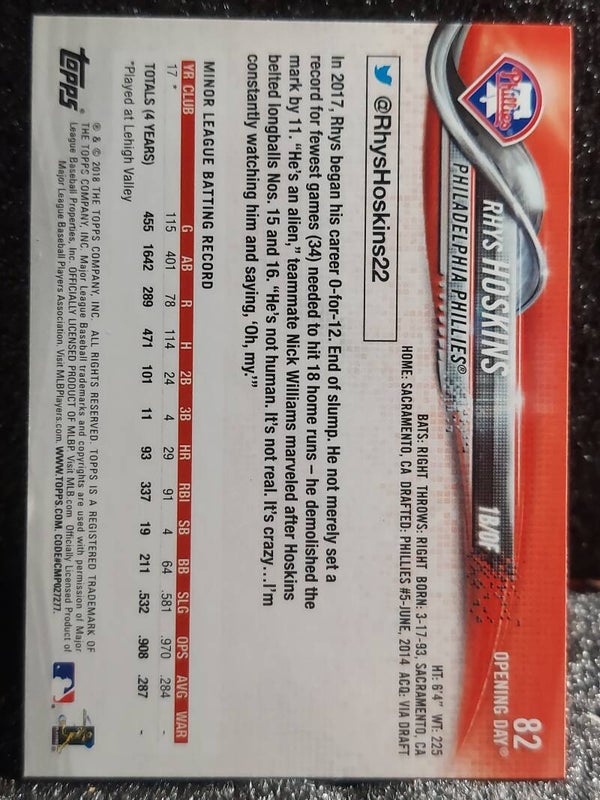 82
OPENING DAY®
Phillies
RHYS HOSKINS
1B/OF
PHILADELPHIA PHILLIES®
HT: 6'4" WT: 225
BATS: RIGHT THROWS: RIGHT BORN: 3-17-93, SACRAMENTO, CA
HOME: SACRAMENTO, CA DRAFTED: PHILLIES #5-JUNE, 2014 ACQ: VIA DRAFT
@RhysHoskins22
In 2017, Rhys began his career 0-for-12. End of slump. He not merely set a
record for fewest games (34) needed to hit 18 home runs – he demolished the
mark by 11. "He's an alien," teammate Nick Williams marveled after Hoskins
belted longballs Nos. 15 and 16. "He's not human. It's not real. It's crazy ...I'm
constantly watching him and saying, 'Oh, my.'"
MINOR LEAGUE BATTING RECORD
YR CLUB G AB R H 2B 3B HR RBI SB BB SLG OPS AVG WAR
17 * 115 401 78 114 24 4 29 91 4 64 .581 .970 .284 -
TOTALS (4 YEARS) 455 1642 289 471 101 11 93 337 19 211 .532 .908 .287 -
*Played at Lehigh Valley
topps®
℗ & © 2018 THE TOPPS COMPANY, INC. ALL RIGHTS RESERVED. TOPPS IS A REGISTERED TRADEMARK OF
THE TOPPS COMPANY, INC. Major League Baseball trademarks and copyrights are used with permission of Major
League Baseball Properties, Inc. OFFICIALLY LICENSED PRODUCT OF MLBP. Visit MLB.com Officially Licensed Product of
Major League Baseball Players Association. Visit MLBPlayers.com. WWW.TOPPS.COM. CODE#CMP027277.